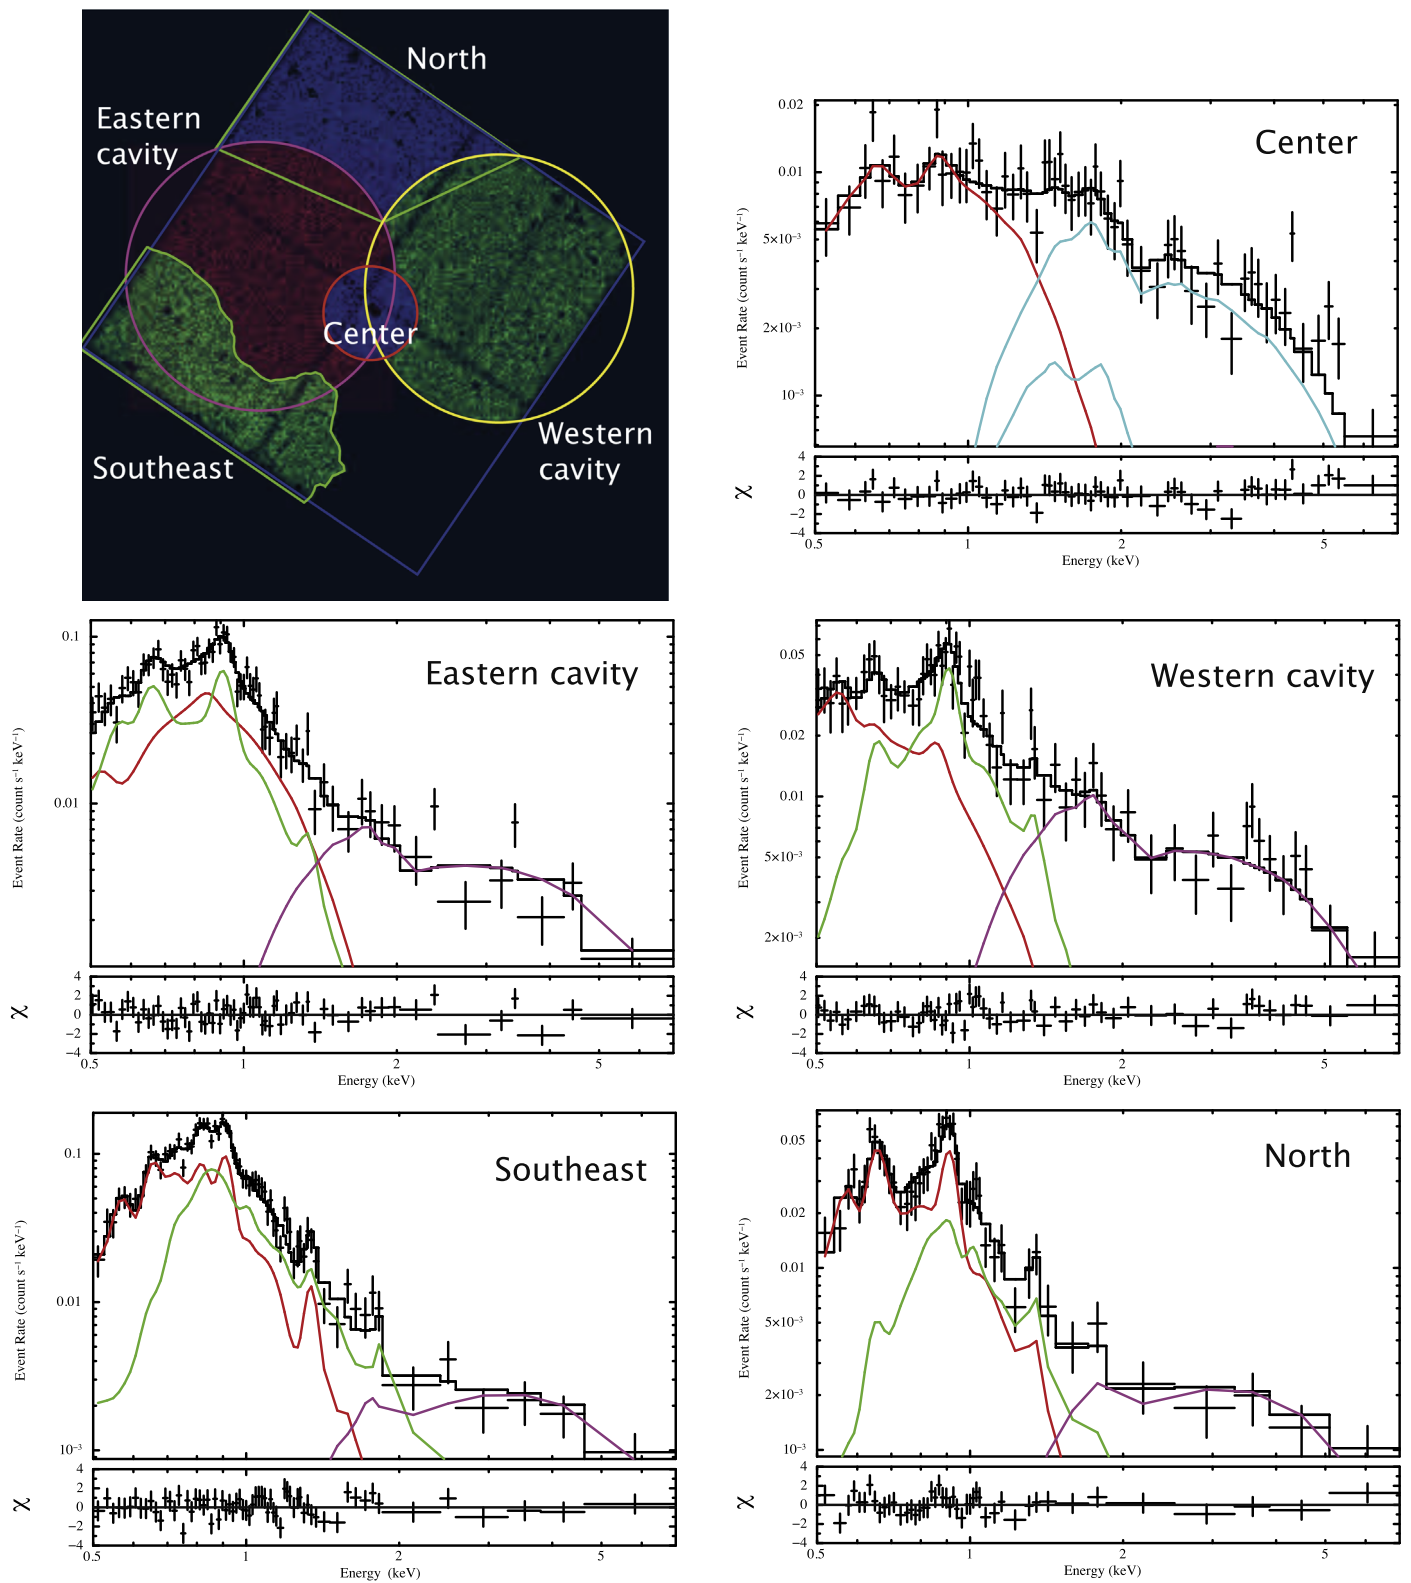 North
Eastern
cavity
Center
Western
cavity
Southeast
Center
0.02
0.01
5×10⁻³
2×10⁻³
10⁻³
Event Rate (count s⁻¹ keV⁻¹)
4
2
0
−2
−4
χ
0.5 1 2 5
Energy (keV)
Eastern cavity
0.1
0.01
Event Rate (count s⁻¹ keV⁻¹)
4
2
0
−2
−4
χ
0.5 1 2 5
Energy (keV)
Western cavity
0.05
0.02
0.01
5×10⁻³
2×10⁻³
Event Rate (count s⁻¹ keV⁻¹)
4
2
0
−2
−4
χ
0.5 1 2 5
Energy (keV)
Southeast
0.1
0.01
10⁻³
Event Rate (count s⁻¹ keV⁻¹)
4
2
0
−2
−4
χ
0.5 1 2 5
Energy (keV)
North
0.05
0.02
0.01
5×10⁻³
2×10⁻³
10⁻³
Event Rate (count s⁻¹ keV⁻¹)
4
2
0
−2
−4
χ
0.5 1 2 5
Energy (keV)